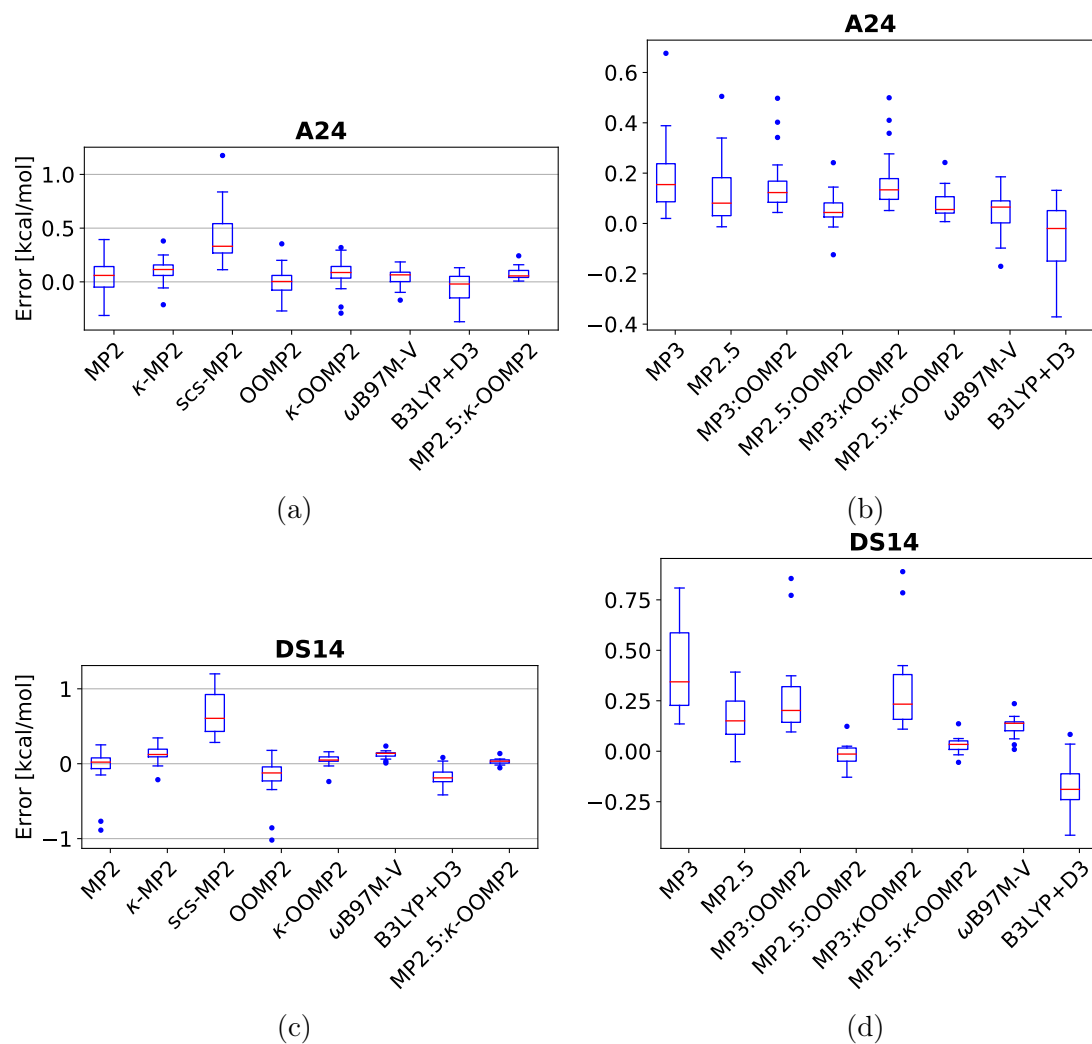 A24
Error [kcal/mol]
1.0
0.5
0.0
MP2
κ-MP2
scs-MP2
OOMP2
κ-OOMP2
ωB97M-V
B3LYP+D3
MP2.5:κ-OOMP2
(a)
A24
0.6
0.4
0.2
0.0
−0.2
−0.4
MP3
MP2.5
MP3:OOMP2
MP2.5:OOMP2
MP3:κOOMP2
MP2.5:κ-OOMP2
ωB97M-V
B3LYP+D3
(b)
DS14
Error [kcal/mol]
1
0
−1
MP2
κ-MP2
scs-MP2
OOMP2
κ-OOMP2
ωB97M-V
B3LYP+D3
MP2.5:κ-OOMP2
(c)
DS14
0.75
0.50
0.25
0.00
−0.25
MP3
MP2.5
MP3:OOMP2
MP2.5:OOMP2
MP3:κOOMP2
MP2.5:κ-OOMP2
ωB97M-V
B3LYP+D3
(d)